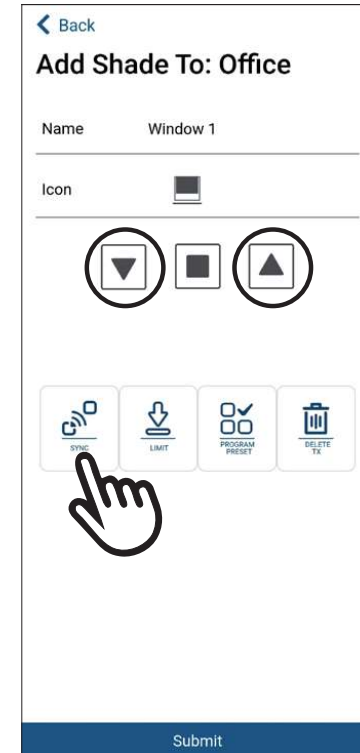 Back
Add Shade To: Office
Name Window 1
Icon
SYNC LIMIT PROGRAM PRESET DELETE TX
Submit